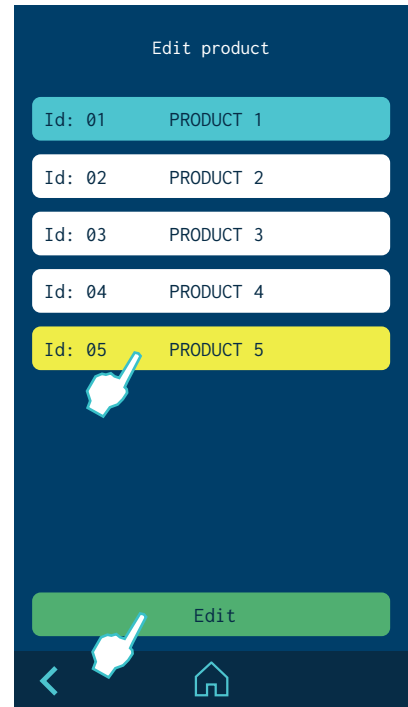 Edit product
Id: 01 PRODUCT 1
Id: 02 PRODUCT 2
Id: 03 PRODUCT 3
Id: 04 PRODUCT 4
Id: 05 PRODUCT 5
Edit